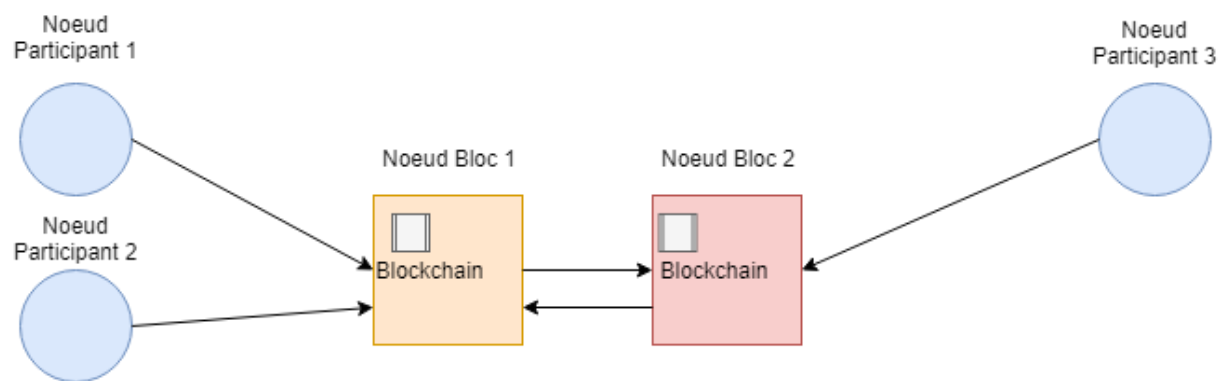 Noeud
Participant 1
Noeud
Participant 3
Noeud Bloc 1
Noeud Bloc 2
Noeud
Participant 2
Blockchain
Blockchain